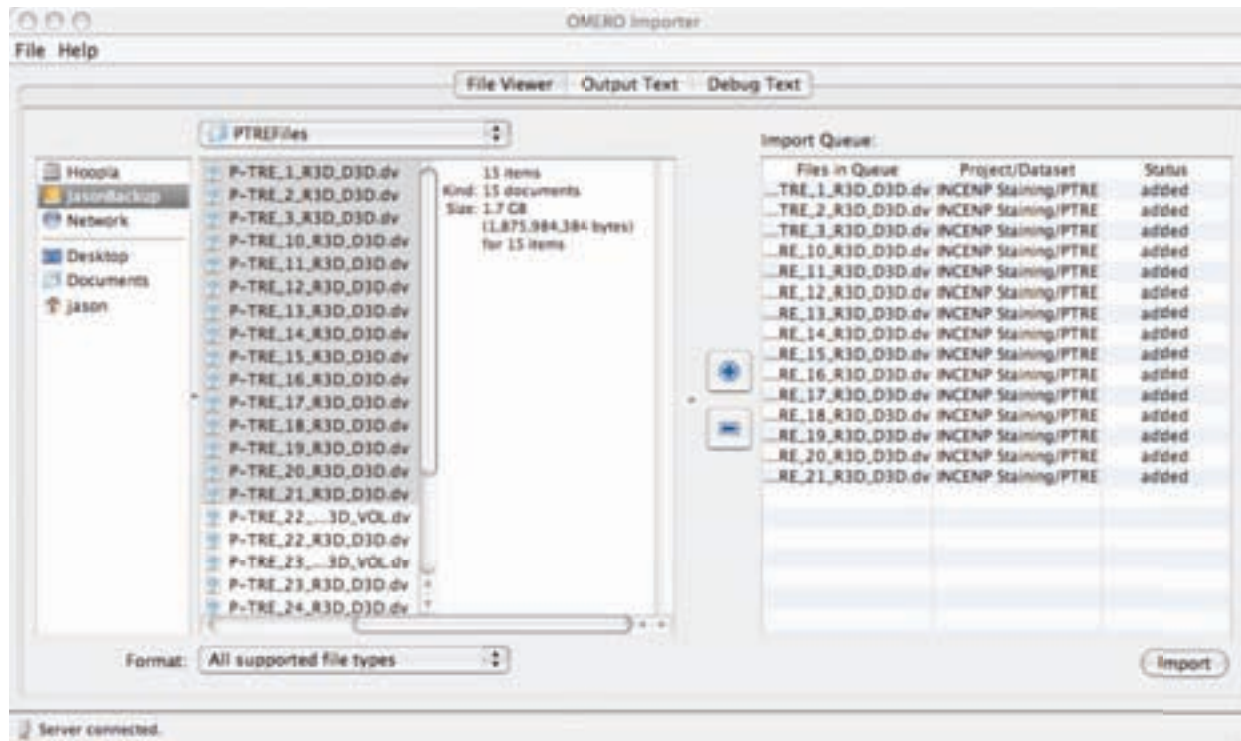 OMERO Importer
File Help
File Viewer Output Text Debug Text
PTREFiles
Hoopla
JasonBackup
Network
Desktop
Documents
jason
P-TRE_1_R3D_D3D.dv
P-TRE_2_R3D_D3D.dv
P-TRE_3_R3D_D3D.dv
P-TRE_10_R3D_D3D.dv
P-TRE_11_R3D_D3D.dv
P-TRE_12_R3D_D3D.dv
P-TRE_13_R3D_D3D.dv
P-TRE_14_R3D_D3D.dv
P-TRE_15_R3D_D3D.dv
P-TRE_16_R3D_D3D.dv
P-TRE_17_R3D_D3D.dv
P-TRE_18_R3D_D3D.dv
P-TRE_19_R3D_D3D.dv
P-TRE_20_R3D_D3D.dv
P-TRE_21_R3D_D3D.dv
P-TRE_22_...3D_VOL.dv
P-TRE_22_R3D_D3D.dv
P-TRE_23_...3D_VOL.dv
P-TRE_23_R3D_D3D.dv
P-TRE_24_R3D_D3D.dv
15 items
Kind: 15 documents
Size: 1.7 GB
(1,875,984,384 bytes)
for 15 items
Import Queue:
Files in Queue Project/Dataset Status
...TRE_1_R3D_D3D.dv INCENP Staining/PTRE added
...TRE_2_R3D_D3D.dv INCENP Staining/PTRE added
...TRE_3_R3D_D3D.dv INCENP Staining/PTRE added
...RE_10_R3D_D3D.dv INCENP Staining/PTRE added
...RE_11_R3D_D3D.dv INCENP Staining/PTRE added
...RE_12_R3D_D3D.dv INCENP Staining/PTRE added
...RE_13_R3D_D3D.dv INCENP Staining/PTRE added
...RE_14_R3D_D3D.dv INCENP Staining/PTRE added
...RE_15_R3D_D3D.dv INCENP Staining/PTRE added
...RE_16_R3D_D3D.dv INCENP Staining/PTRE added
...RE_17_R3D_D3D.dv INCENP Staining/PTRE added
...RE_18_R3D_D3D.dv INCENP Staining/PTRE added
...RE_19_R3D_D3D.dv INCENP Staining/PTRE added
...RE_20_R3D_D3D.dv INCENP Staining/PTRE added
...RE_21_R3D_D3D.dv INCENP Staining/PTRE added
Format: All supported file types
Import
Server connected.